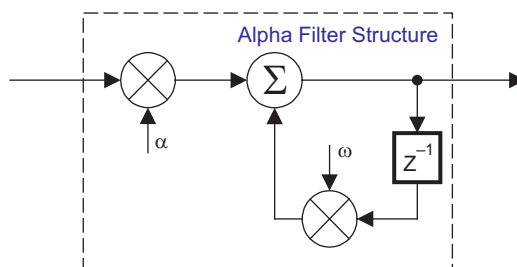 Alpha Filter Structure
Σ
α
ω
Z⁻¹